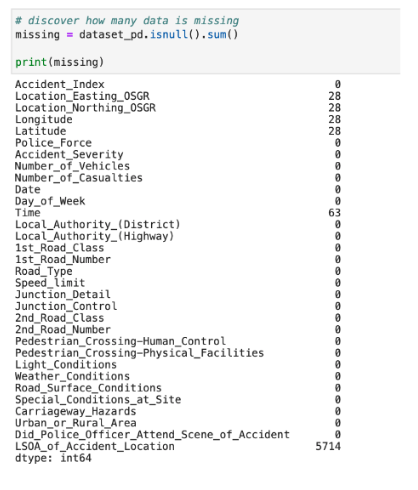 # discover how many data is missing
missing = dataset_pd.isnull().sum()
print(missing)
Accident_Index 0
Location_Easting_OSGR 28
Location_Northing_OSGR 28
Longitude 28
Latitude 28
Police_Force 0
Accident_Severity 0
Number_of_Vehicles 0
Number_of_Casualties 0
Date 0
Day_of_Week 0
Time 63
Local_Authority_(District) 0
Local_Authority_(Highway) 0
1st_Road_Class 0
1st_Road_Number 0
Road_Type 0
Speed_limit 0
Junction_Detail 0
Junction_Control 0
2nd_Road_Class 0
2nd_Road_Number 0
Pedestrian_Crossing-Human_Control 0
Pedestrian_Crossing-Physical_Facilities 0
Light_Conditions 0
Weather_Conditions 0
Road_Surface_Conditions 0
Special_Conditions_at_Site 0
Carriageway_Hazards 0
Urban_or_Rural_Area 0
Did_Police_Officer_Attend_Scene_of_Accident 0
LSOA_of_Accident_Location 5714
dtype: int64